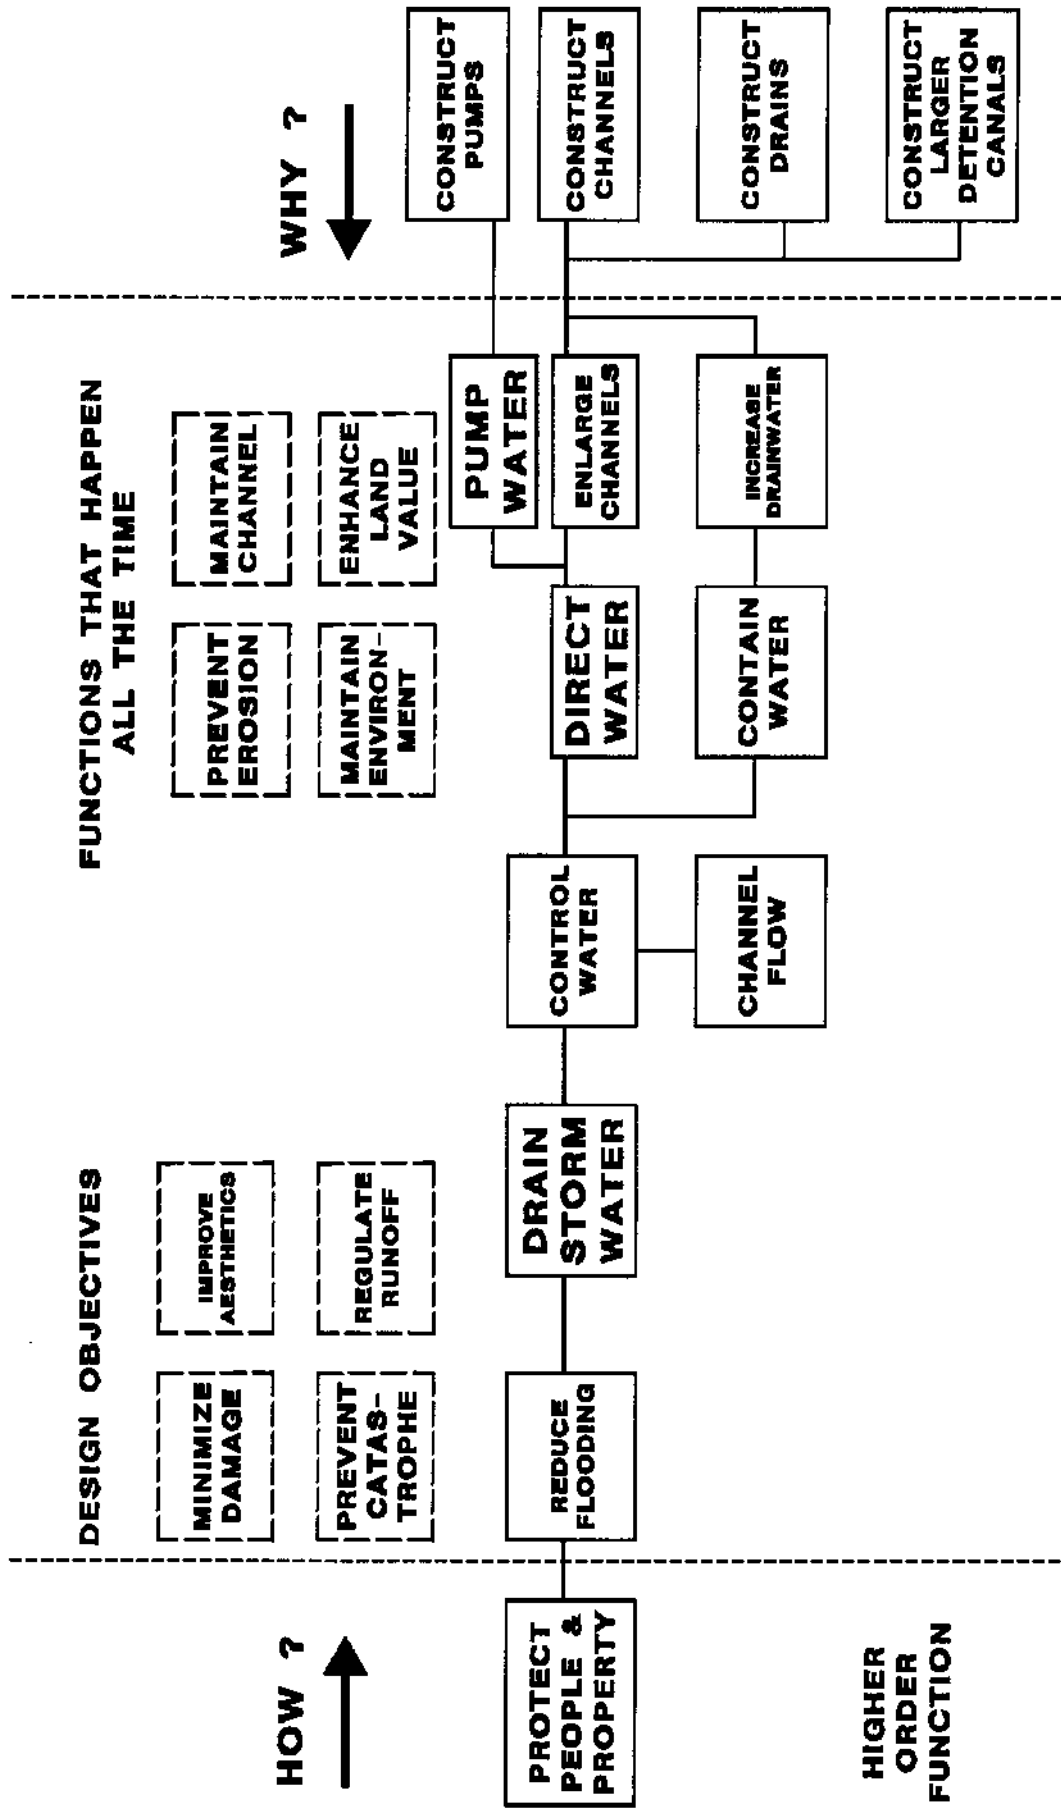 HOW ?
DESIGN OBJECTIVES
FUNCTIONS THAT HAPPEN
ALL THE TIME
WHY ?
MINIMIZE
DAMAGE
IMPROVE
AESTHETICS
PREVENT
CATAS-
TROPHE
REGULATE
RUNOFF
PREVENT
EROSION
MAINTAIN
CHANNEL
MAINTAIN
ENVIRON-
MENT
ENHANCE
LAND
VALUE
PROTECT
PEOPLE &
PROPERTY
REDUCE
FLOODING
DRAIN
STORM
WATER
CONTROL
WATER
CHANNEL
FLOW
DIRECT
WATER
CONTAIN
WATER
PUMP
WATER
ENLARGE
CHANNELS
INCREASE
DRAINWATER
CONSTRUCT
PUMPS
CONSTRUCT
CHANNELS
CONSTRUCT
DRAINS
CONSTRUCT
LARGER
DETENTION
CANALS
HIGHER
ORDER
FUNCTION